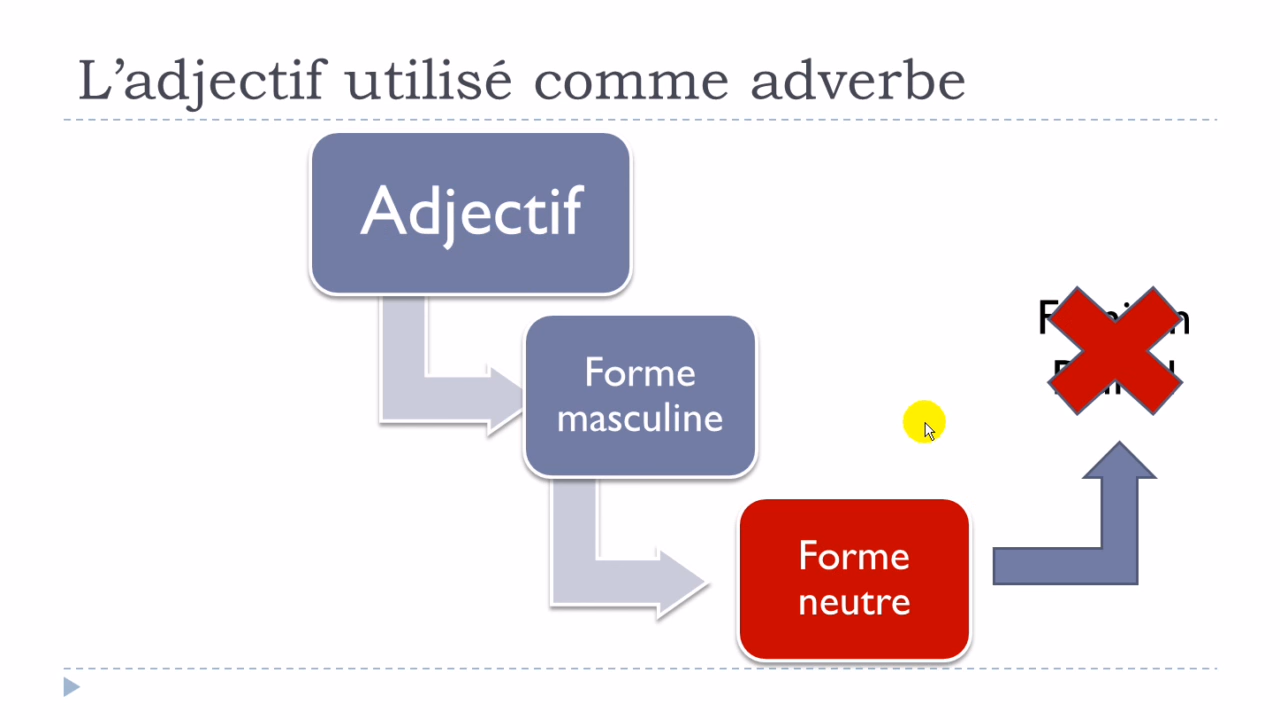 L’adjectif utilisé comme adverbe
Adjectif
Forme
masculine
Forme
neutre